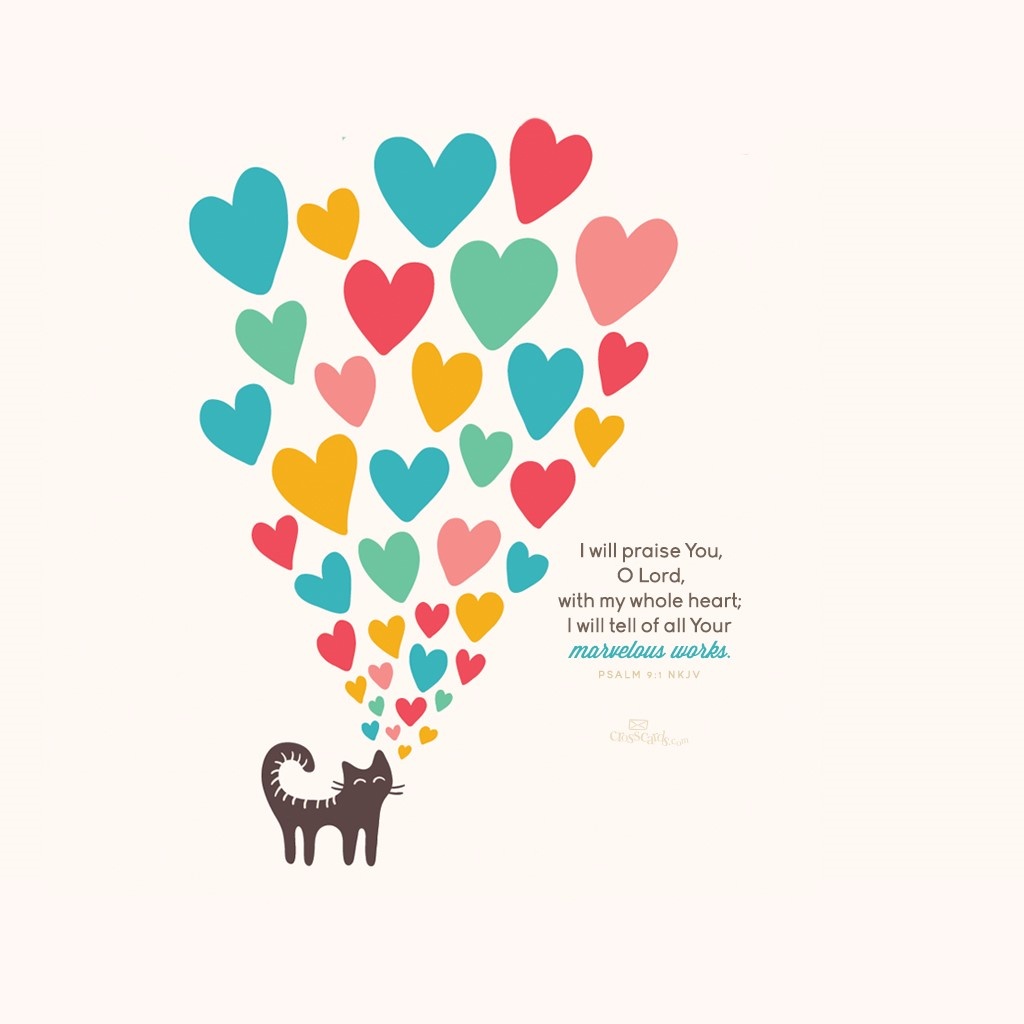 I will praise You,
O Lord,
with my whole heart;
I will tell of all Your
marvelous works.
PSALM 9:1 NKJV
crosscards.com